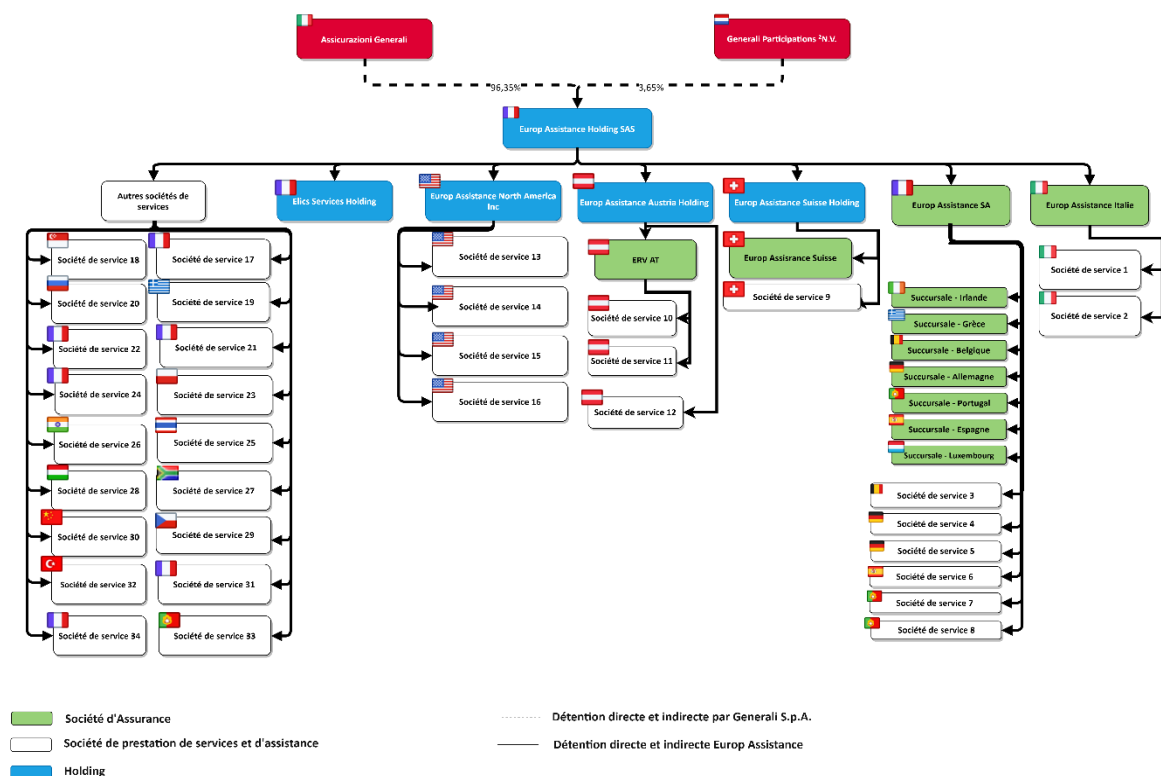 Assicurazioni Generali
Generali Participations ²N.V.
96,35%
3,65%
Europ Assistance Holding SAS
Autres sociétés de
services
Elics Services Holding
Europ Assistance North America
Inc
Europ Assistance Austria Holding
Europ Assistance Suisse Holding
Europ Assistance SA
Europ Assistance Italie
Société de service 18
Société de service 17
Société de service 20
Société de service 19
Société de service 22
Société de service 21
Société de service 24
Société de service 23
Société de service 26
Société de service 25
Société de service 28
Société de service 27
Société de service 30
Société de service 29
Société de service 32
Société de service 31
Société de service 34
Société de service 33
Société de service 13
Société de service 14
Société de service 15
Société de service 16
ERV AT
Société de service 10
Société de service 11
Société de service 12
Europ Assirance Suisse
Société de service 9
Succursale - Irlande
Succursale - Grèce
Succursale - Belgique
Succursale - Allemagne
Succursale - Portugal
Succursale - Espagne
Succursale - Luxembourg
Société de service 3
Société de service 4
Société de service 5
Société de service 6
Société de service 7
Société de service 8
Société de service 1
Société de service 2
Société d'Assurance
Société de prestation de services et d'assistance
Holding
Détention directe et indirecte par Generali S.p.A.
Détention directe et indirecte Europ Assistance